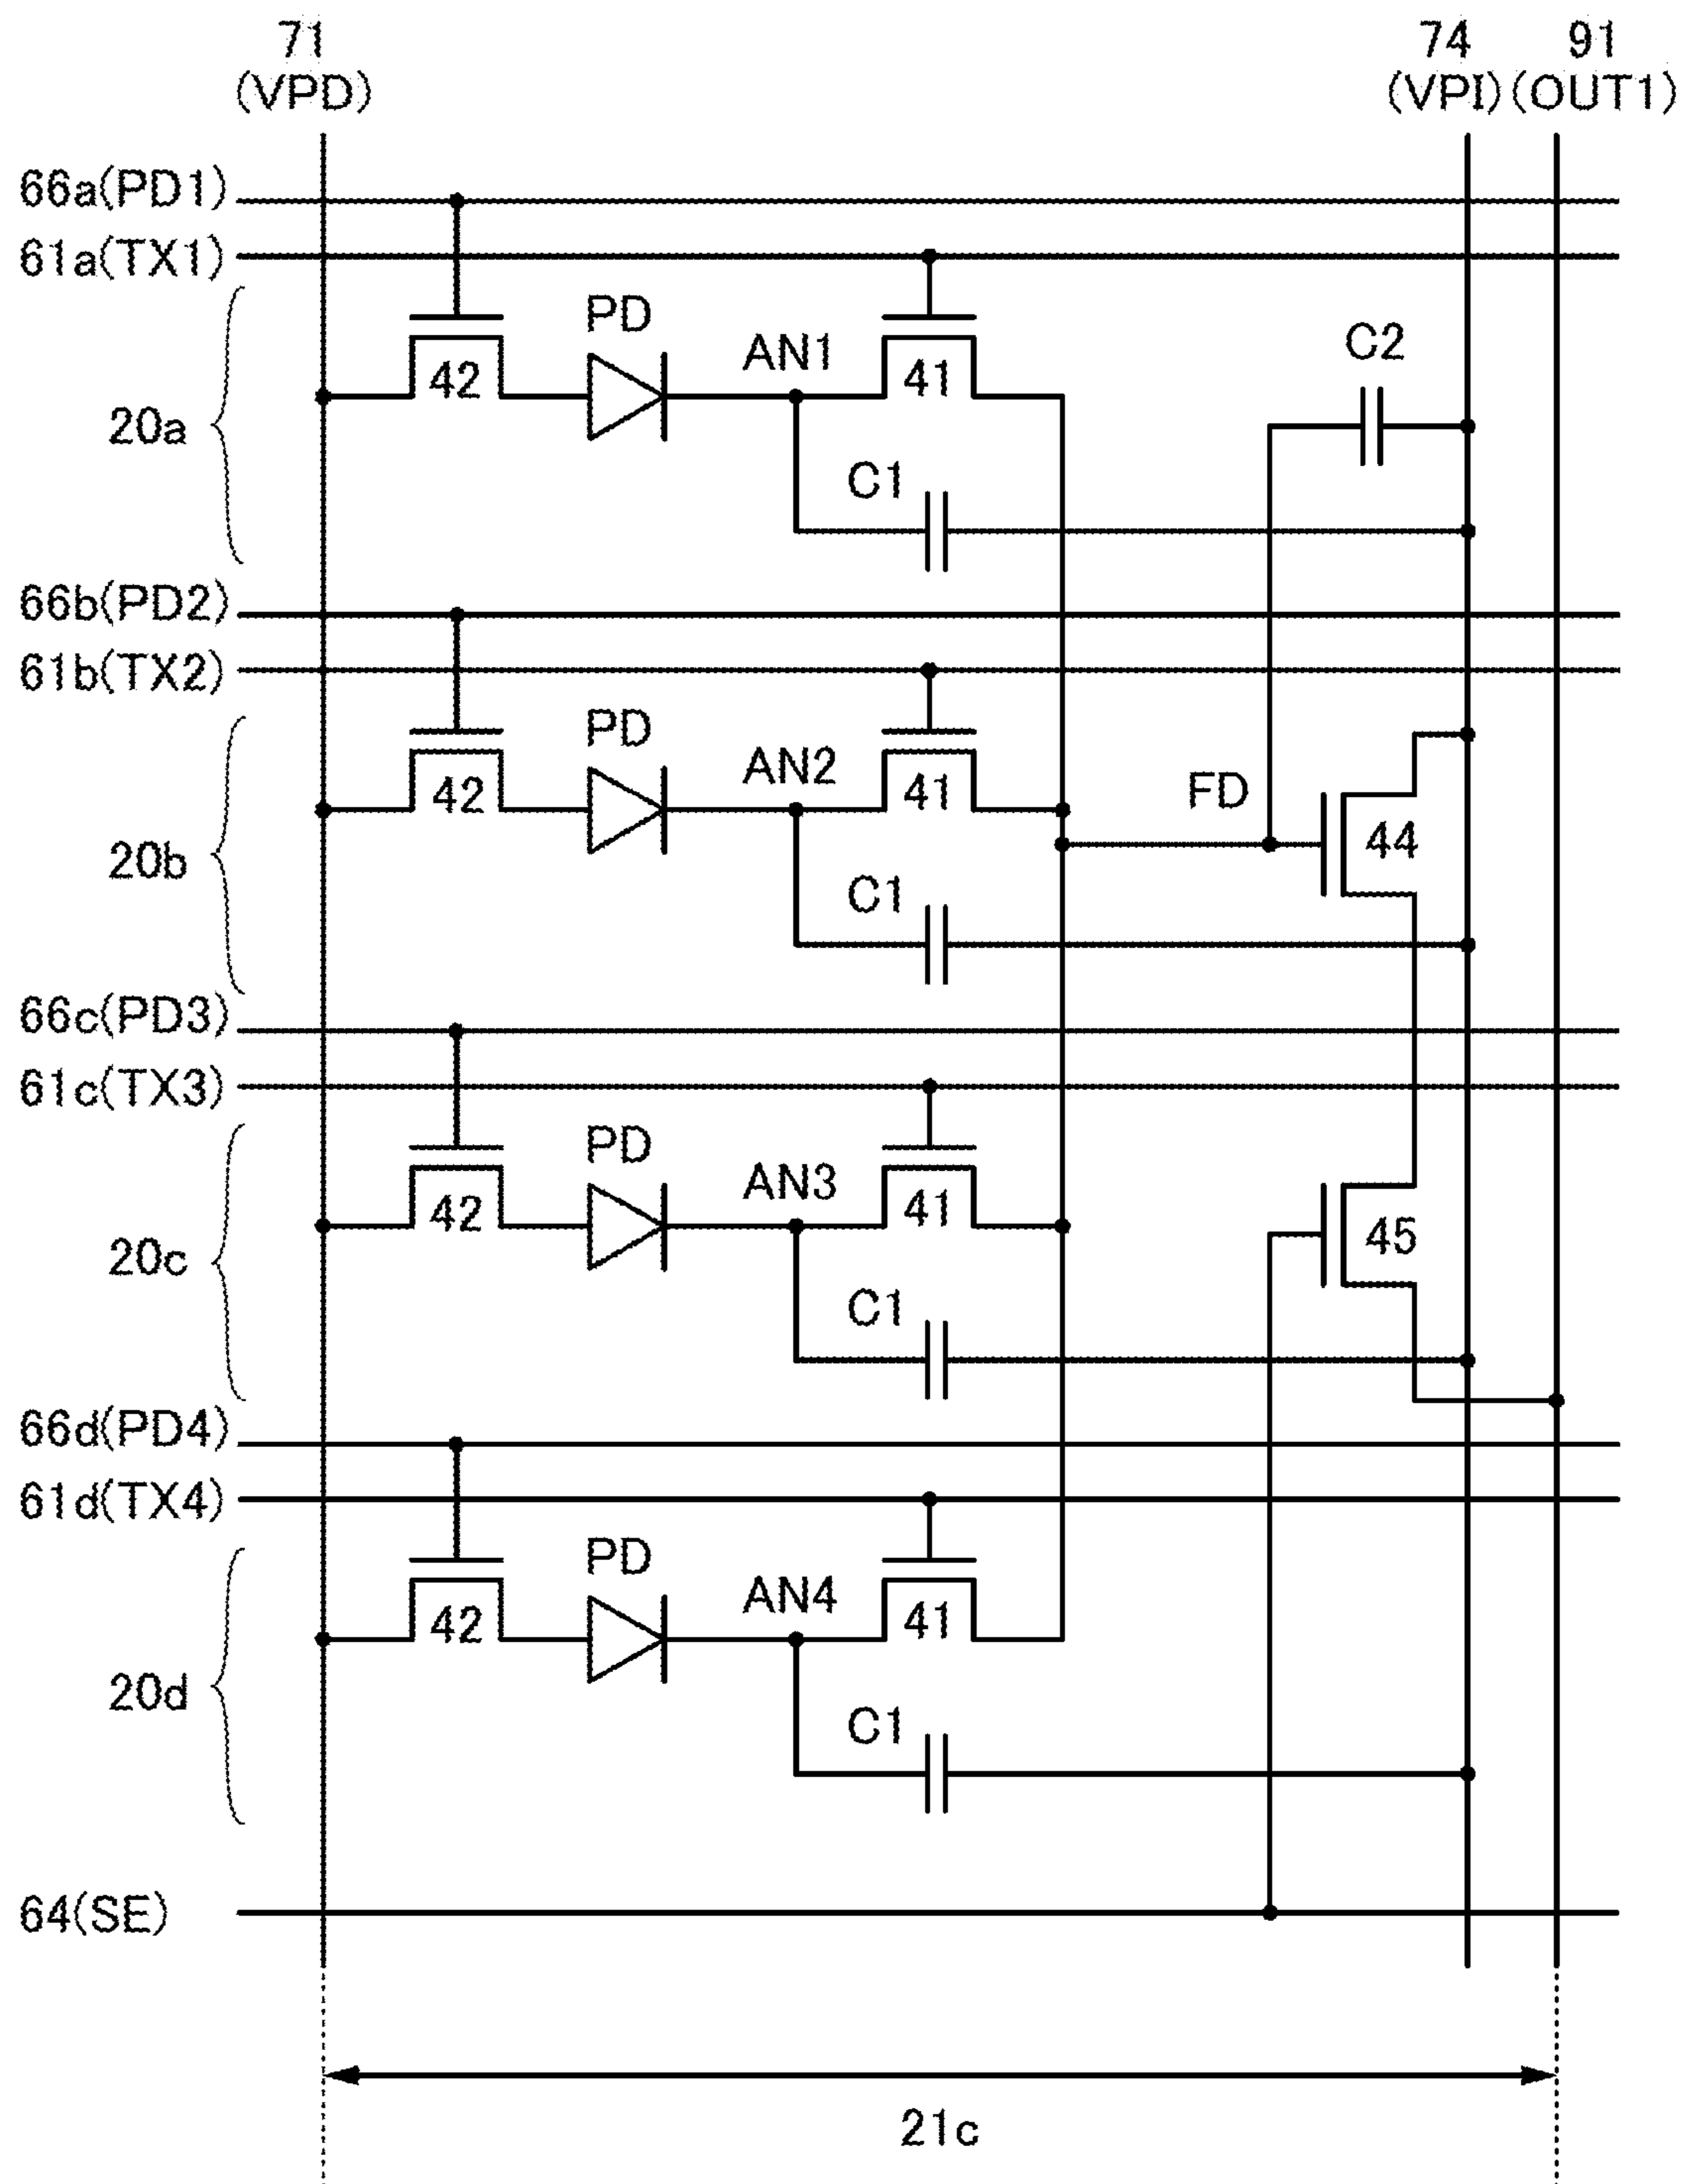 71 74 91
(VPD) (VPI) (OUT1)
66a(PD1)
61a(TX1)
PD
C2
AN1
42 41
20a
C1
66b(PD2)
61b(TX2)
PD
AN2
42 41
FD
44
20b
C1
66c(PD3)
61c(TX3)
PD
AN3
42 41
45
20c
C1
66d(PD4)
61d(TX4)
PD
AN4
42 41
20d
C1
64(SE)
21c